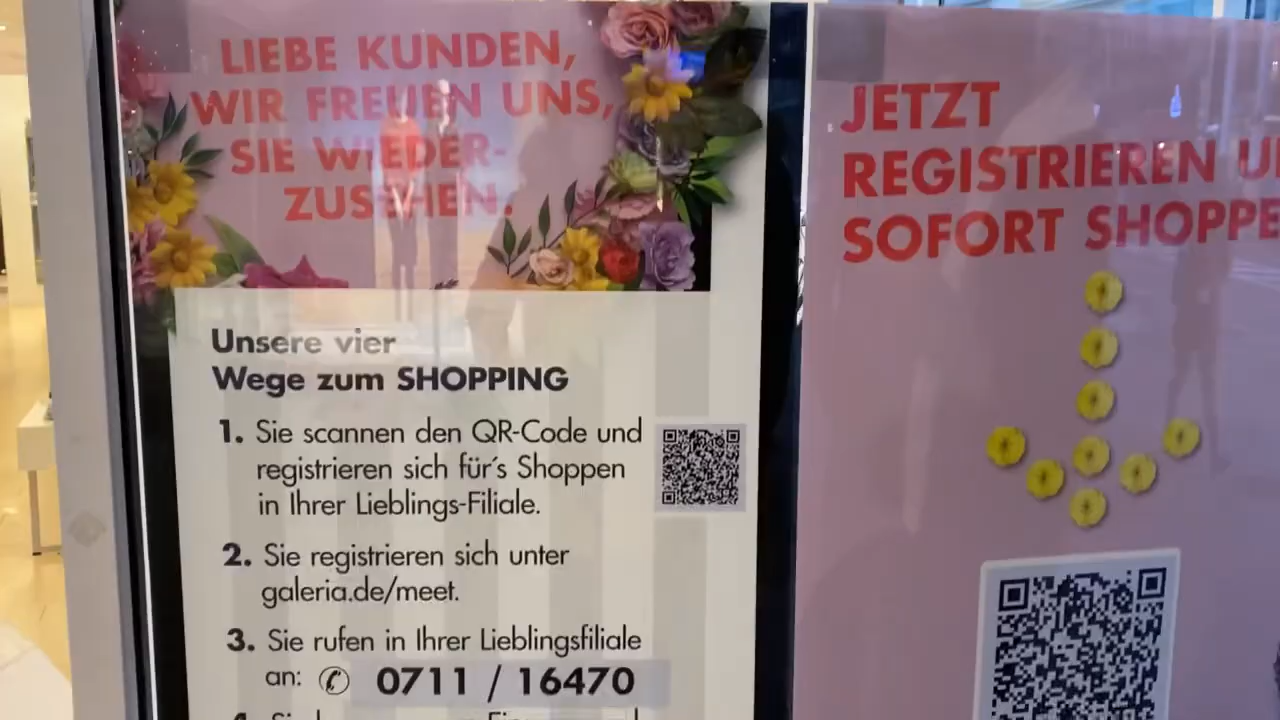 LIEBE KUNDEN,
WIR FREUEN UNS,
SIE WIEDER-
ZUSEHEN.
Unsere vier
Wege zum SHOPPING
1. Sie scannen den QR-Code und
registrieren sich für´s Shoppen
in Ihrer Lieblings-Filiale.
2. Sie registrieren sich unter
galeria.de/meet.
3. Sie rufen in Ihrer Lieblingsfiliale
an: ✆ 0711 / 16470
JETZT
REGISTRIEREN
SOFORT